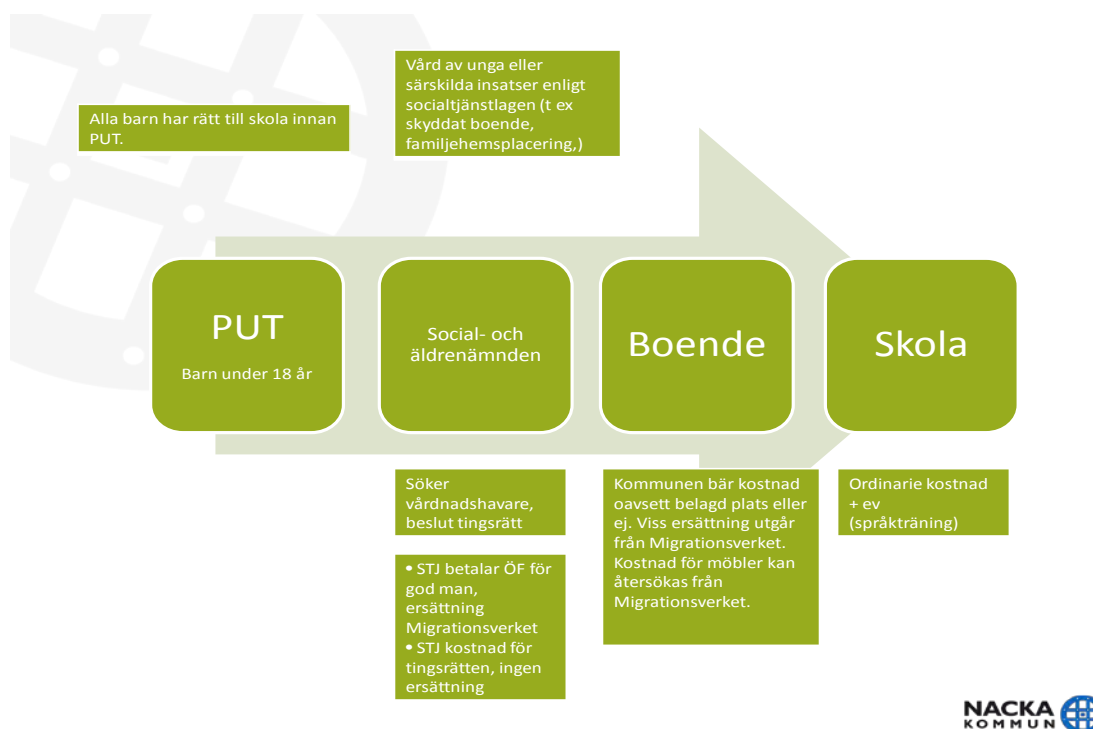 Vård av unga eller
särskilda insatser enligt
socialtjänstlagen (t ex
skyddat boende,
familjehemsplacering,)
Alla barn har rätt till skola innan
PUT.
PUT
Barn under 18 år
Social- och
äldrenämnden
Boende
Skola
Söker
vårdnadshavare,
beslut tingsrätt
• STJ betalar ÖF för
god man,
ersättning
Migrationsverket
• STJ kostnad för
tingsrätten, ingen
ersättning
Kommunen bär kostnad
oavsett belagd plats eller
ej. Viss ersättning utgår
från Migrationsverket.
Kostnad för möbler kan
återsökas från
Migrationsverket.
Ordinarie kostnad
+ ev
(språkträning)
NACKA
KOMMUN